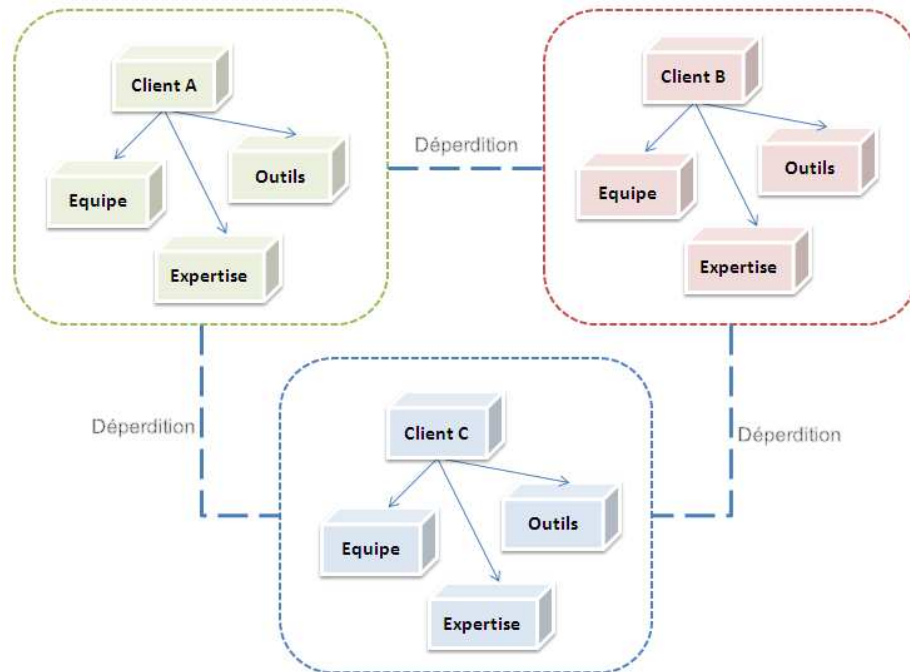 Client A
Equipe
Outils
Expertise
Déperdition
Client B
Equipe
Outils
Expertise
Déperdition
Client C
Equipe
Outils
Expertise
Déperdition